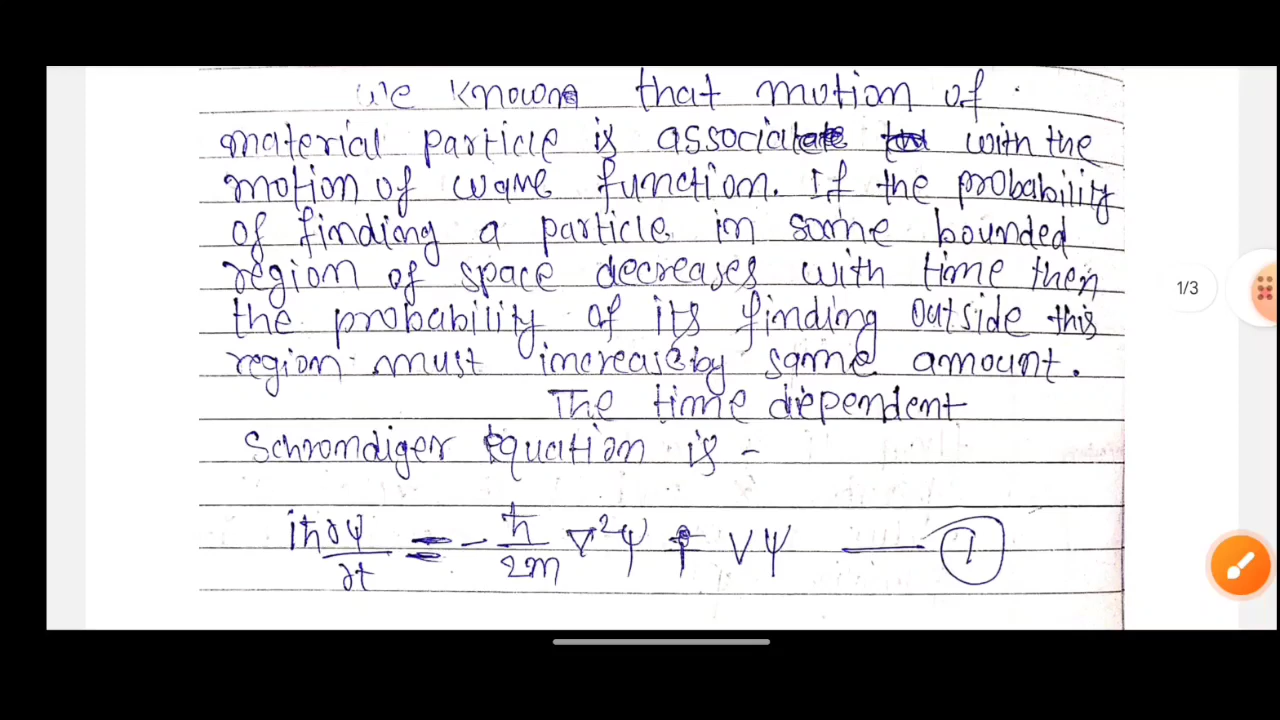 We known that motion of
material particle is associate with the
motion of wave function. If the probability
of finding a particle in some bounded
region of space decreases with time then
the probability of its finding outside this
region must increase by same amount.
The time dependent
Schromdiger Equation is -
iħ∂ψ/∂t = - ħ/2m ∇²ψ + Vψ —— ①
1/3